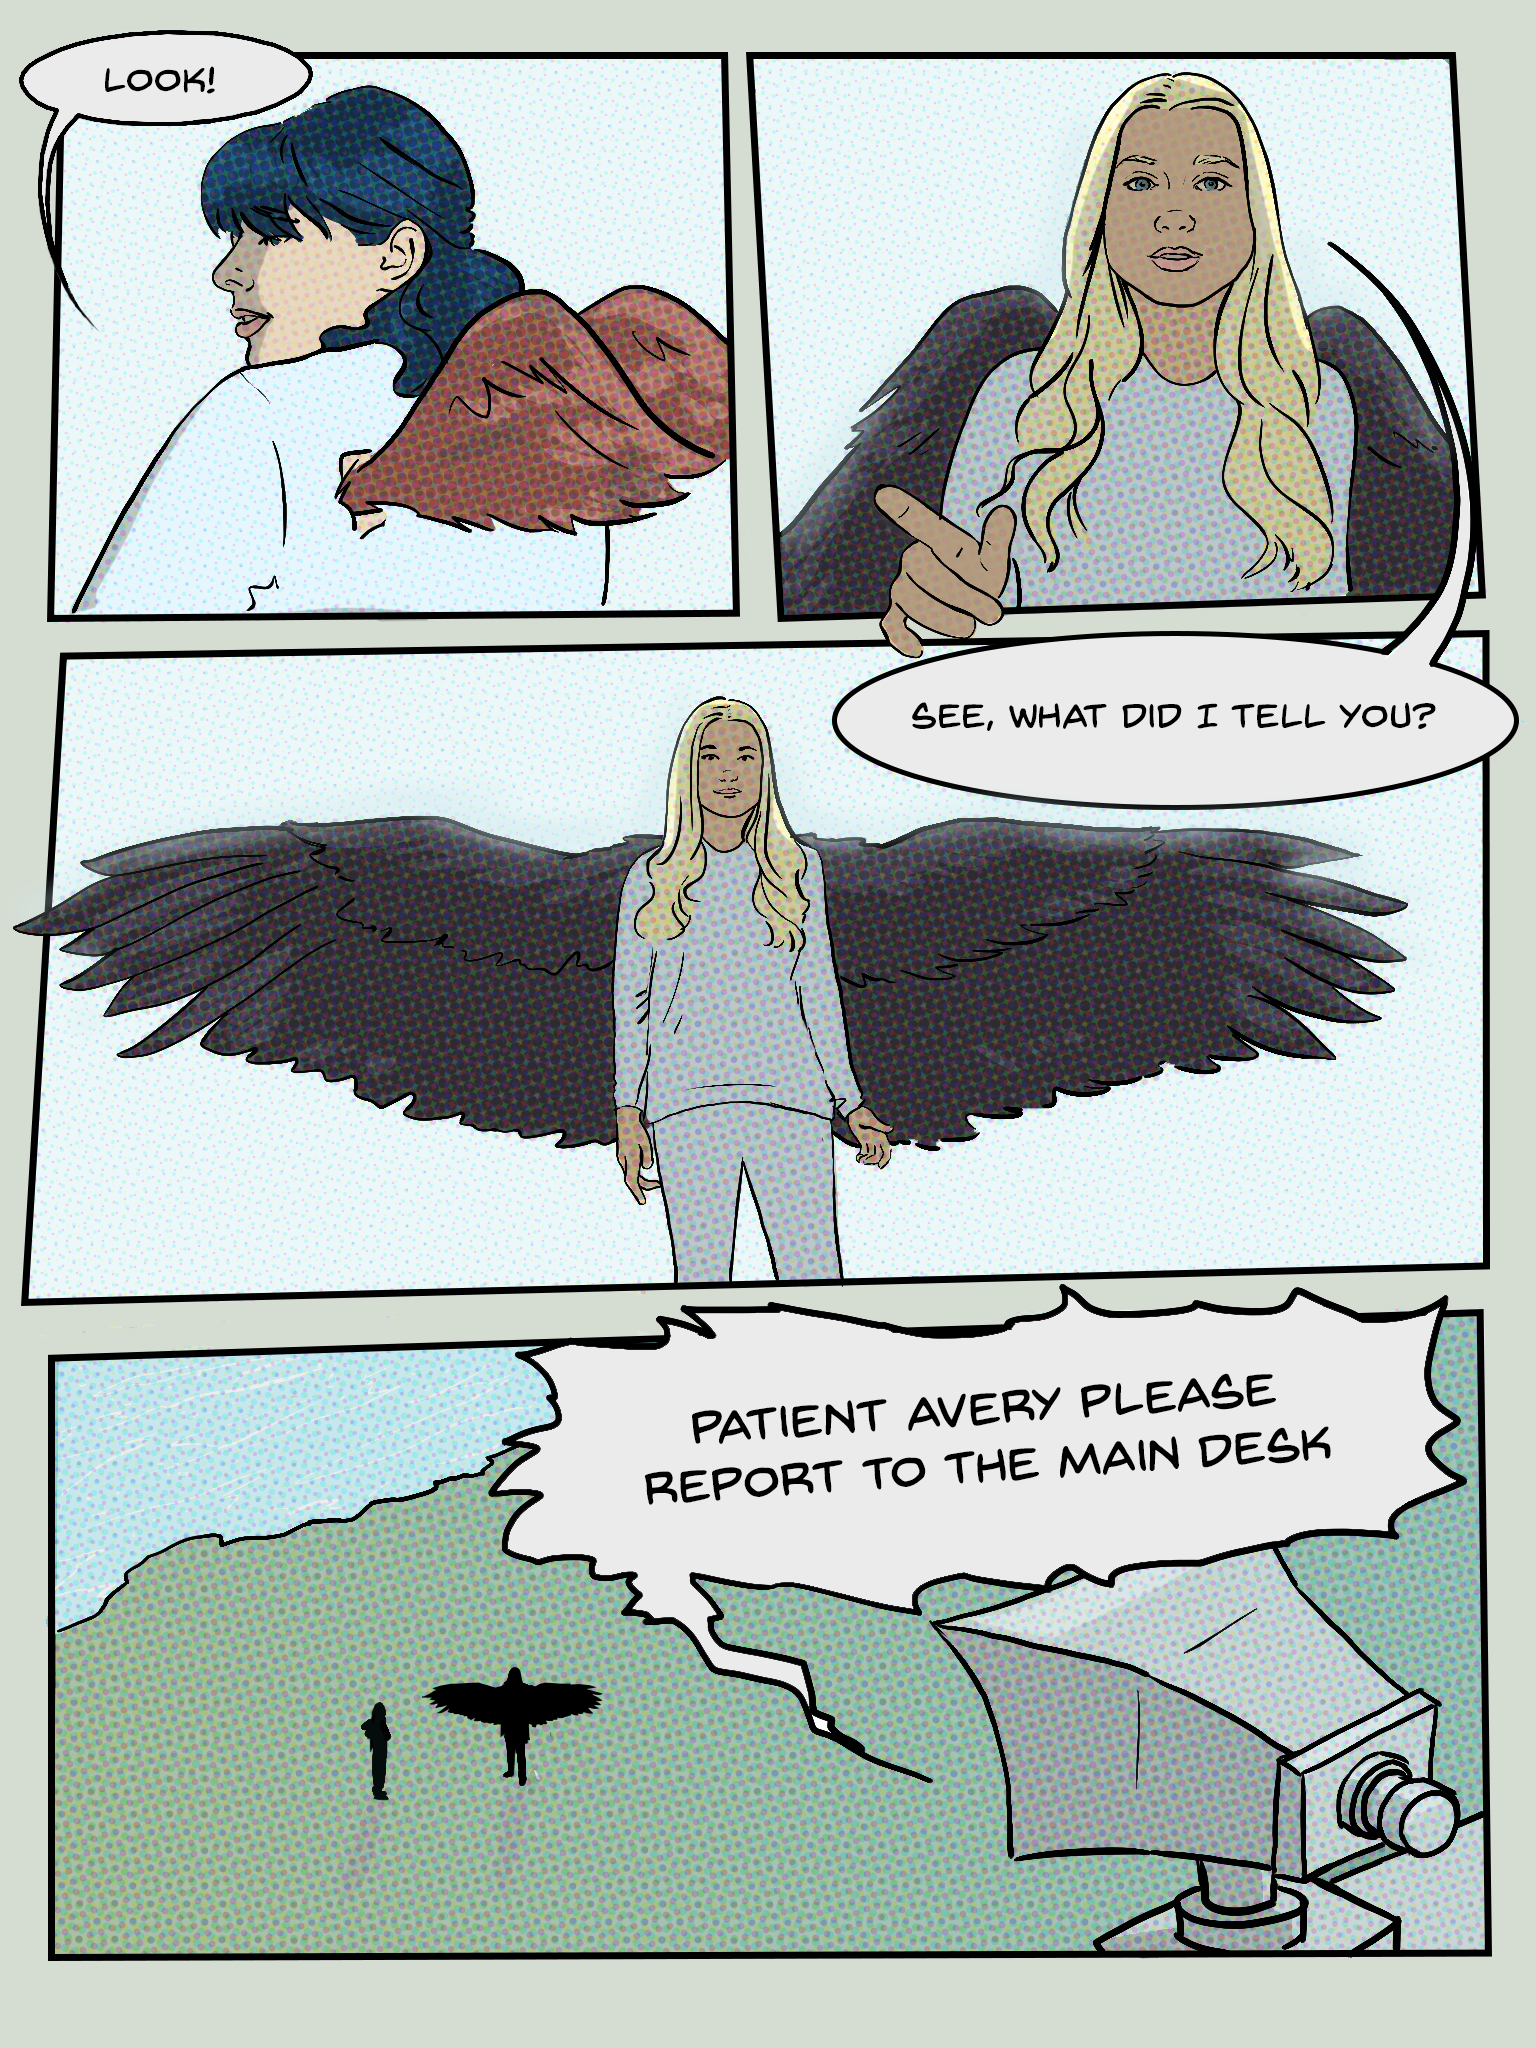 LOOK!
SEE, WHAT DID I TELL YOU?
PATIENT AVERY PLEASE
REPORT TO THE MAIN DESK